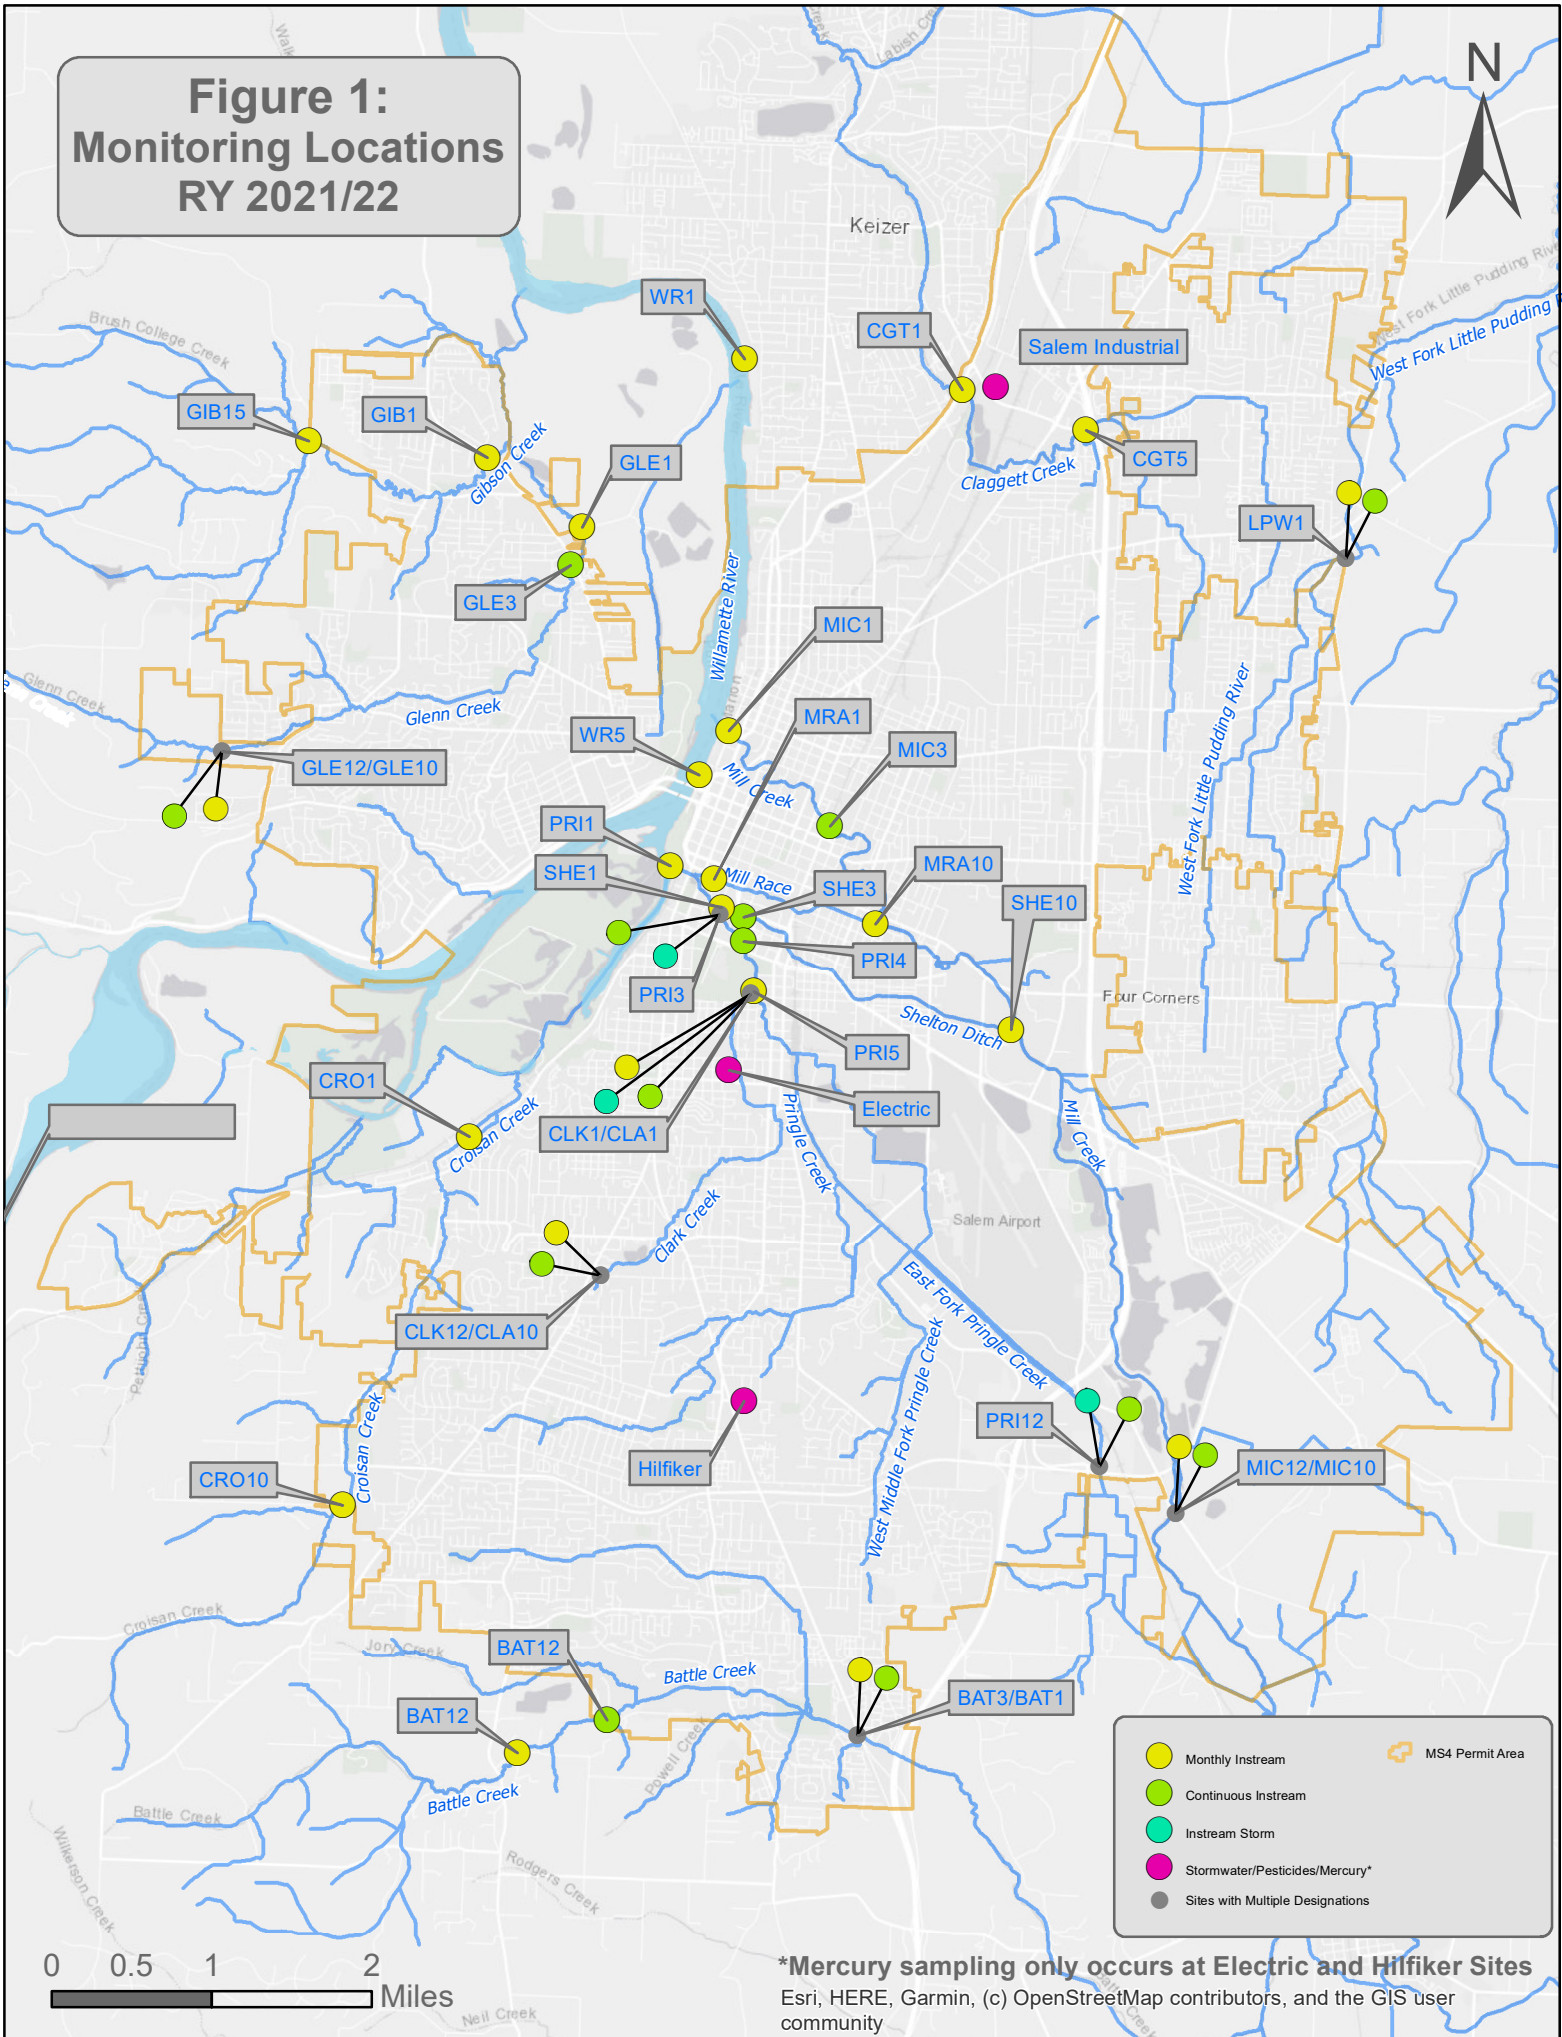 Figure 1:
Monitoring Locations
RY 2021/22
N
Labish Creek
Keizer
WR1
CGT1
Salem Industrial
West Fork Little Pudding River
West Fork Little Pudding
Brush College Creek
GIB15
GIB1
Gibson Creek
GLE1
CGT5
Claggett Creek
LPW1
GLE3
Willamette River
MIC1
Glenn Creek
Glenn Creek
MRA1
WR5
MIC3
West Fork Little Pudding River
GLE12/GLE10
Mill Creek
PRI1
SHE1
Mill Race
SHE3
MRA10
SHE10
PRI4
PRI3
Four Corners
Shelton Ditch
PRI5
CRO1
Electric
Croisan Creek
CLK1/CLA1
Pringle Creek
Mill Creek
Clark Creek
Salem Airport
East Fork Pringle Creek
CLK12/CLA10
Pettyjohn Creek
West Middle Fork Pringle Creek
Croisan Creek
PRI12
Hilfiker
MIC12/MIC10
CRO10
Croisan Creek
Jory Creek
BAT12
Battle Creek
BAT3/BAT1
BAT12
Powell Creek
Battle Creek
Battle Creek
Wilkerson Creek
Rodgers Creek
Monthly Instream
MS4 Permit Area
Continuous Instream
Instream Storm
Stormwater/Pesticides/Mercury*
Sites with Multiple Designations
0 0.5 1 2
Miles
Neil Creek
*Mercury sampling only occurs at Electric and Hilfiker Sites
Esri, HERE, Garmin, (c) OpenStreetMap contributors, and the GIS user
community